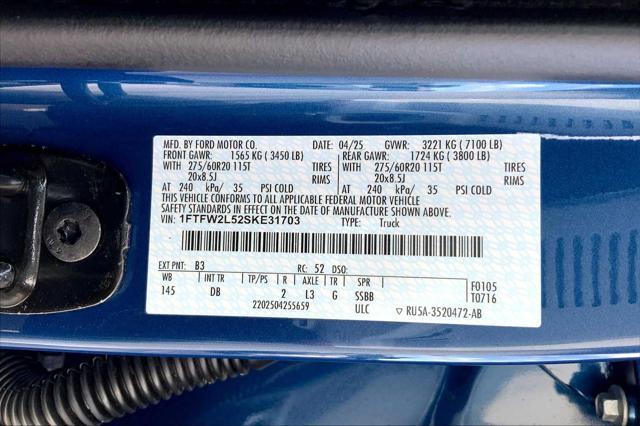 MFD. BY FORD MOTOR CO. DATE: 04/25 GVWR: 3221 KG ( 7100 LB)
FRONT GAWR: 1565 KG ( 3450 LB) REAR GAWR: 1724 KG ( 3800 LB)
WITH 275/60R20 115T TIRES WITH 275/60R20 115T TIRES
20x8.5J RIMS 20x8.5J RIMS
AT 240 kPa/ 35 PSI COLD AT 240 kPa/ 35 PSI COLD
THIS VEHICLE CONFORMS TO ALL APPLICABLE FEDERAL MOTOR VEHICLE
SAFETY STANDARDS IN EFFECT ON THE DATE OF MANUFACTURE SHOWN ABOVE.
VIN: 1FTFW2L52SKE31703 TYPE: Truck
EXT PNT: B3 RC: 52 DSO: F0105
WB INT TR TP/PS R AXLE TR SPR T0716
145 DB 2 L3 G SSBB
2202504255659 ULC RU5A-3520472-AB